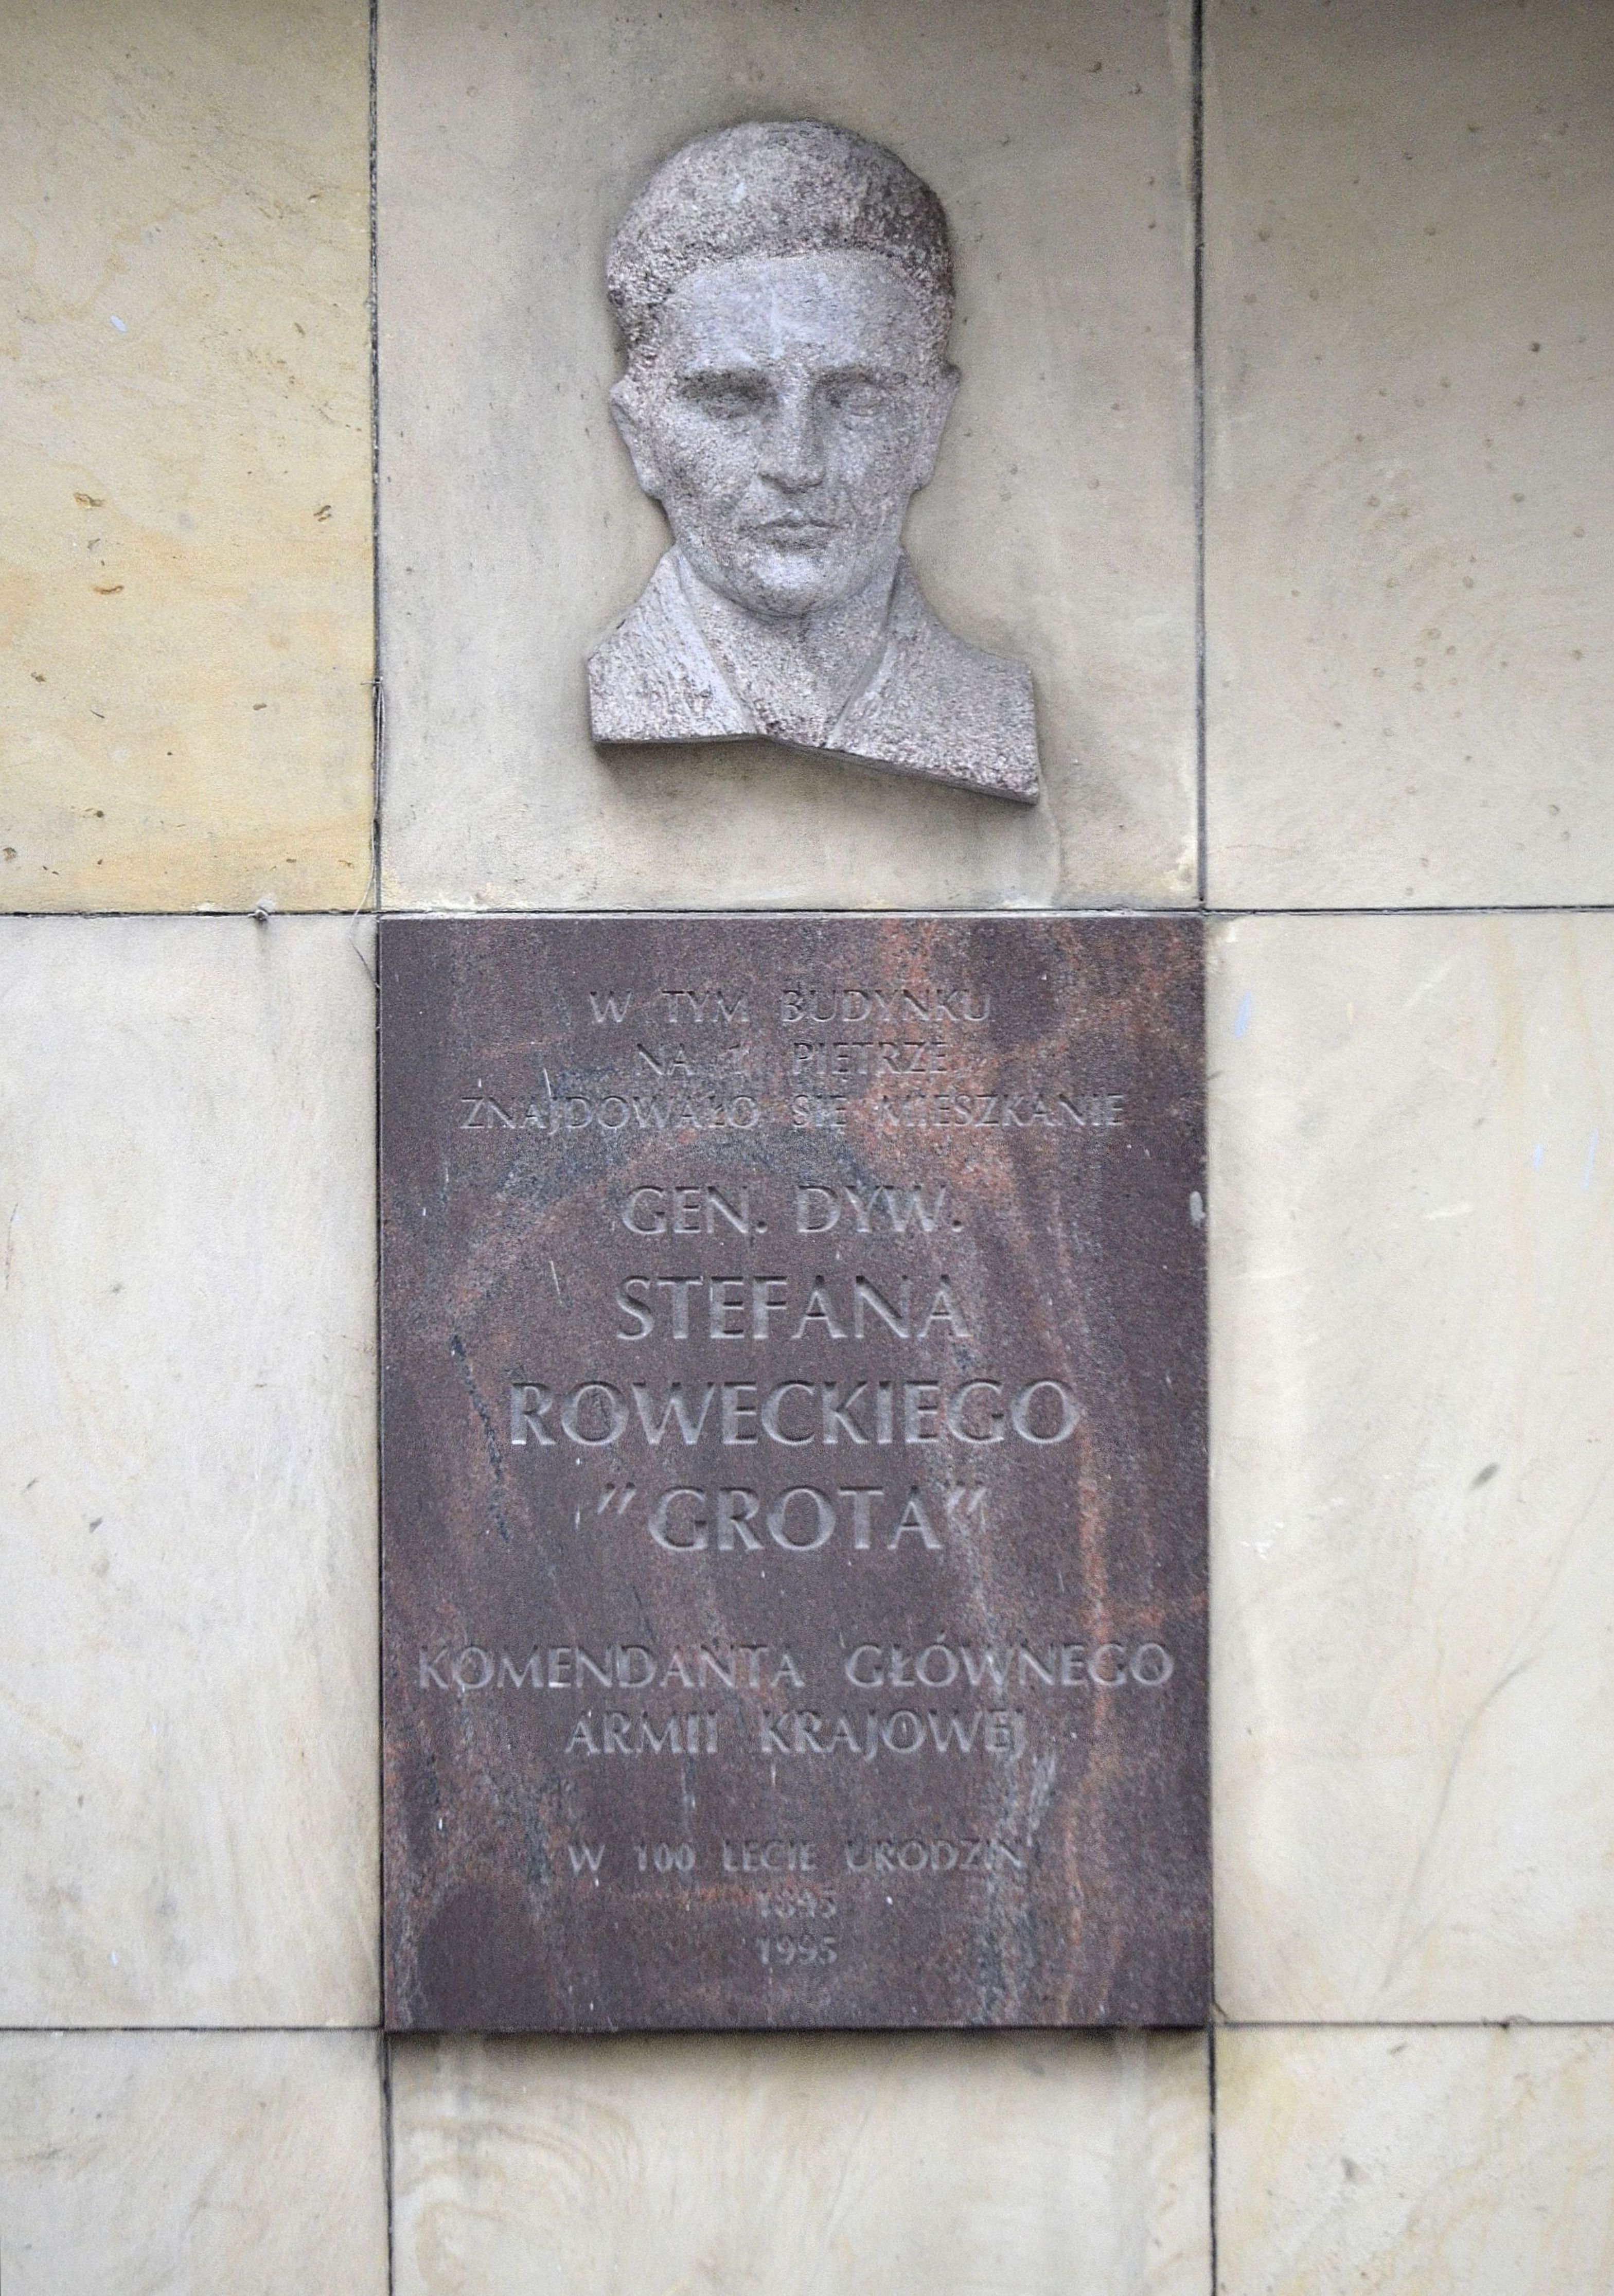 W TYM BUDYNKU
NA 1 PIĘTRZE
ZNAJDOWAŁO SIĘ MIESZKANIE
GEN. DYW.
STEFANA
ROWECKIEGO
"GROTA"
KOMENDANTA GŁÓWNEGO
ARMII KRAJOWEJ
W 100 LECIE URODZIN
1895
1995